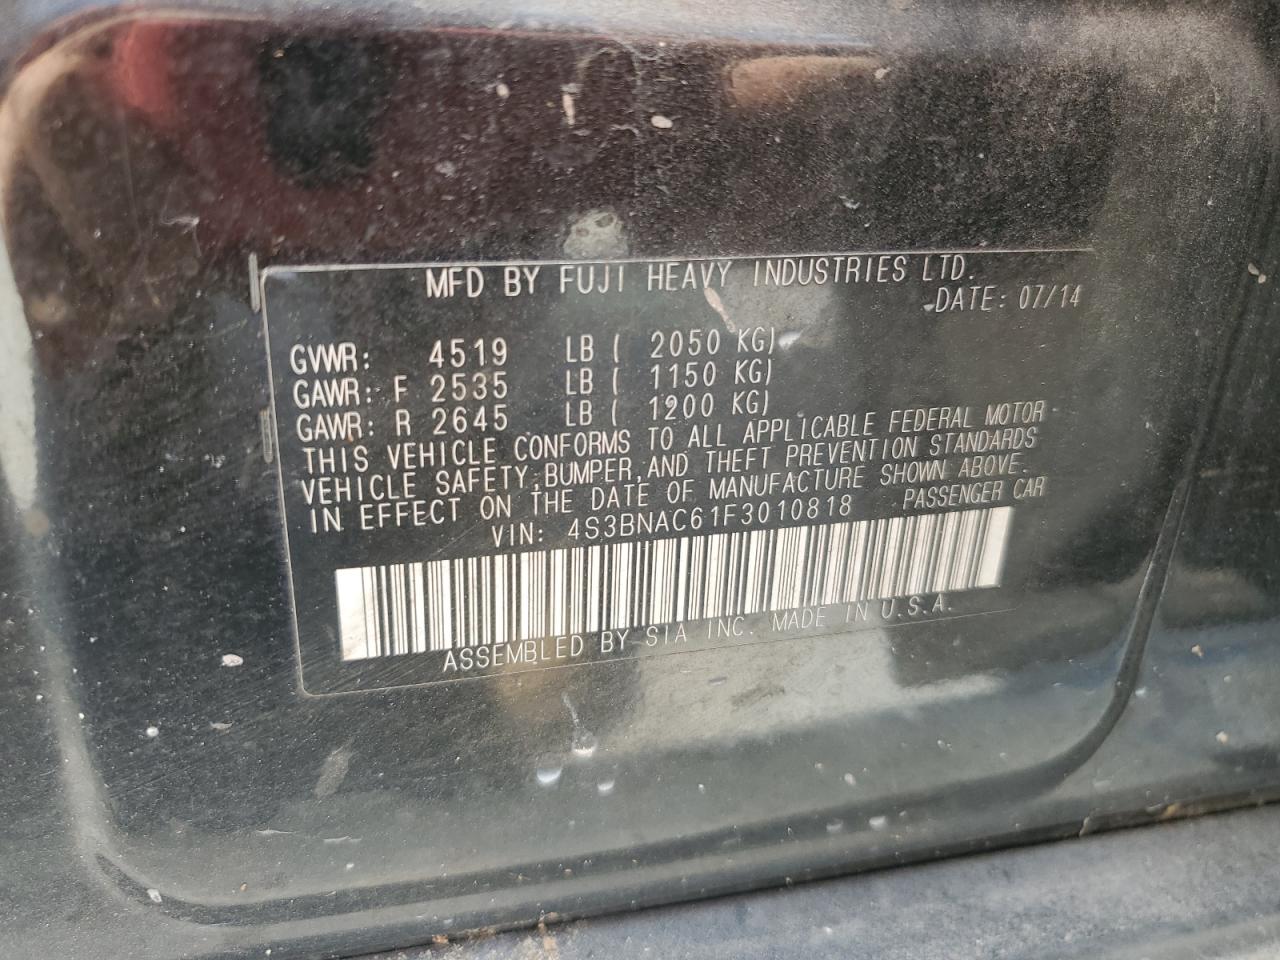 MFD BY FUJI HEAVY INDUSTRIES LTD.
DATE: 07/14
GVWR: 4519 LB ( 2050 KG)
GAWR: F 2535 LB ( 1150 KG)
GAWR: R 2645 LB ( 1200 KG)
THIS VEHICLE CONFORMS TO ALL APPLICABLE FEDERAL MOTOR
VEHICLE SAFETY, BUMPER, AND THEFT PREVENTION STANDARDS
IN EFFECT ON THE DATE OF MANUFACTURE SHOWN ABOVE.
VIN: 4S3BNAC61F3010818 PASSENGER CAR
ASSEMBLED BY SIA INC. MADE IN U.S.A.